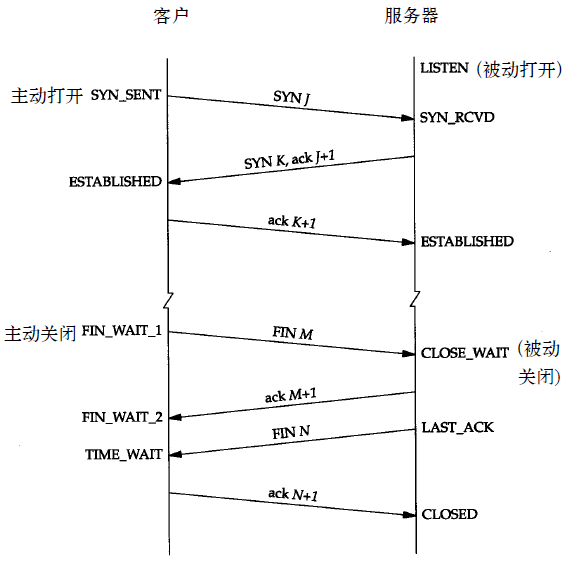 客户 服务器
LISTEN (被动打开)
主动打开 SYN_SENT
SYN J
SYN_RCVD
SYN K, ack J+1
ESTABLISHED
ack K+1
ESTABLISHED
主动关闭 FIN_WAIT_1
FIN M
CLOSE_WAIT (被动
关闭)
ack M+1
FIN_WAIT_2
FIN N
LAST_ACK
TIME_WAIT
ack N+1
CLOSED